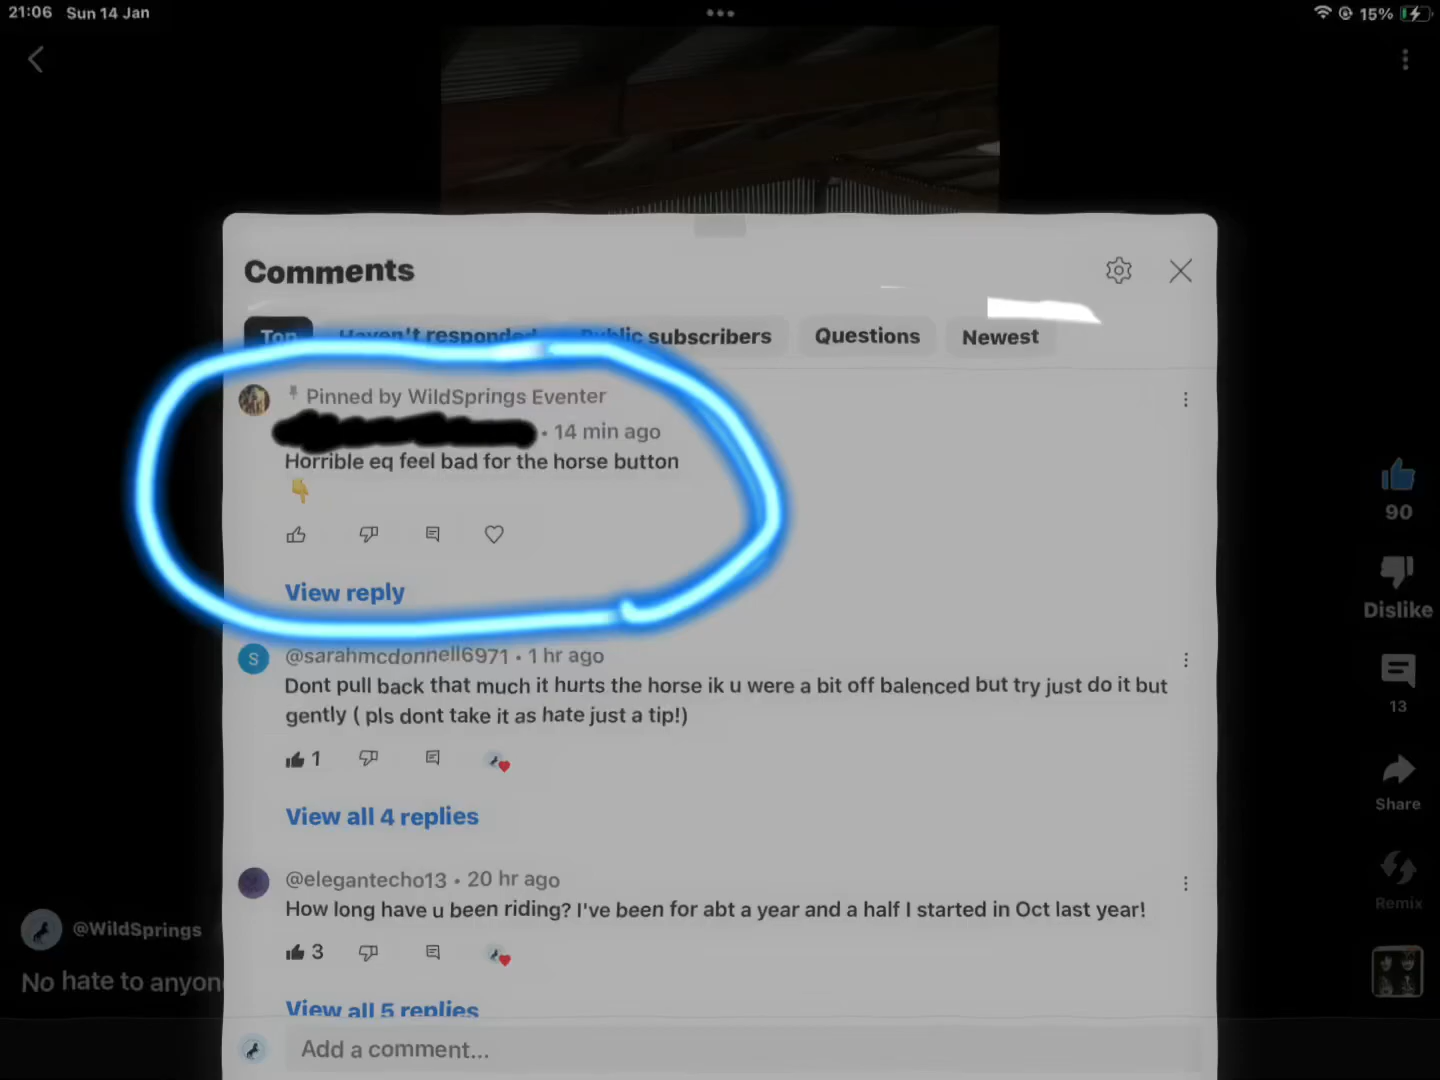 21:06 Sun 14 Jan
15%
Comments
Top Haven't responded Public subscribers Questions Newest
Pinned by WildSprings Eventer
· 14 min ago
Horrible eq feel bad for the horse button
👇
View reply
S @sarahmcdonnell6971 · 1 hr ago
Dont pull back that much it hurts the horse ik u were a bit off balenced but try just do it but
gently ( pls dont take it as hate just a tip!)
1
View all 4 replies
@elegantecho13 · 20 hr ago
How long have u been riding? I've been for abt a year and a half I started in Oct last year!
3
View all 5 replies
Add a comment...
@WildSprings
No hate to anyon
90
Dislike
13
Share
Remix